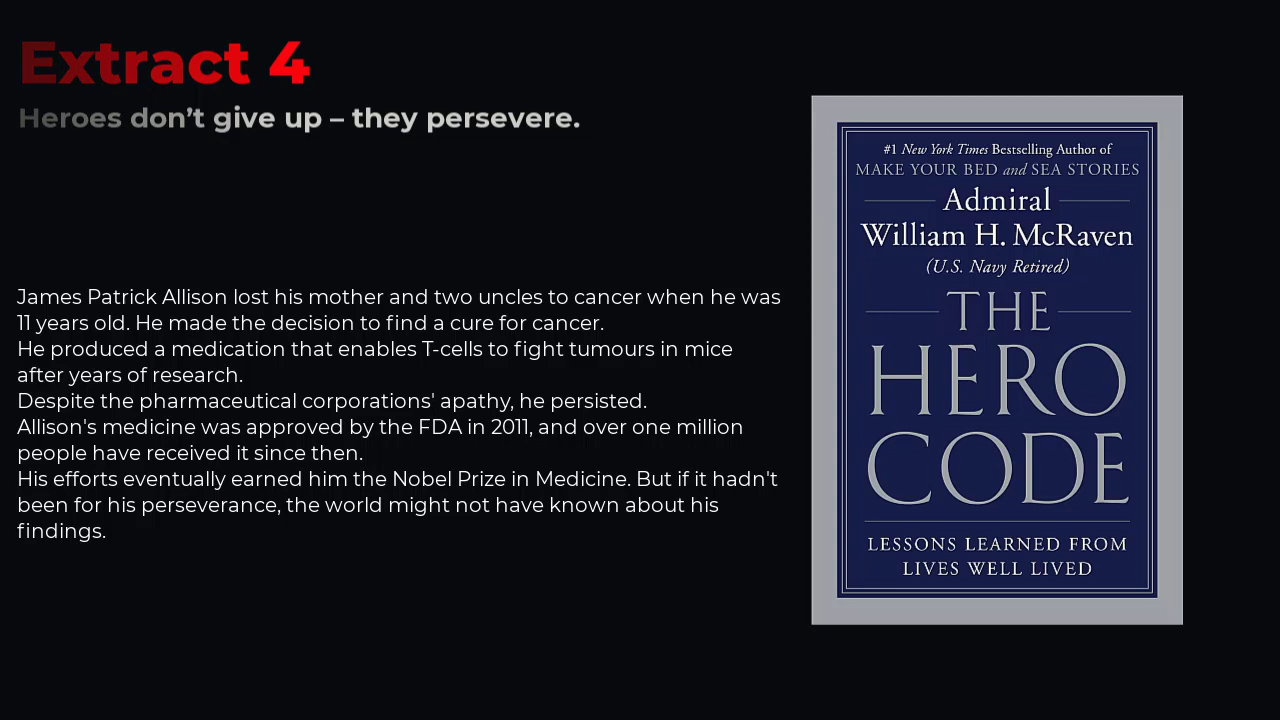 Extract 4
Heroes don’t give up – they persevere.
James Patrick Allison lost his mother and two uncles to cancer when he was
11 years old. He made the decision to find a cure for cancer.
He produced a medication that enables T-cells to fight tumours in mice
after years of research.
Despite the pharmaceutical corporations' apathy, he persisted.
Allison's medicine was approved by the FDA in 2011, and over one million
people have received it since then.
His efforts eventually earned him the Nobel Prize in Medicine. But if it hadn't
been for his perseverance, the world might not have known about his
findings.
#1 New York Times Bestselling Author of
MAKE YOUR BED and SEA STORIES
Admiral
William H. McRaven
(U.S. Navy Retired)
THE
HERO
CODE
LESSONS LEARNED FROM
LIVES WELL LIVED